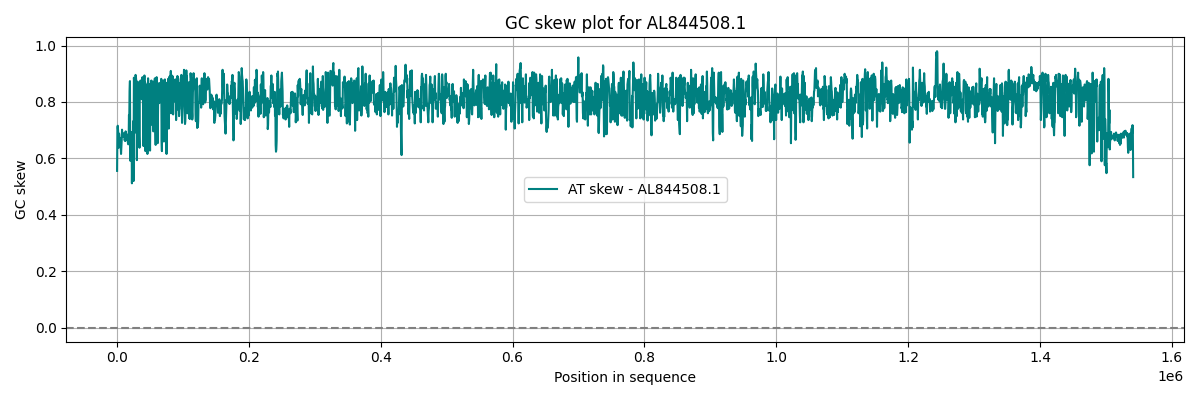 GC skew plot for AL844508.1
1.0
0.8
0.6
0.4
0.2
0.0
GC skew
AT skew - AL844508.1
0.0 0.2 0.4 0.6 0.8 1.0 1.2 1.4 1.6
1e6
Position in sequence